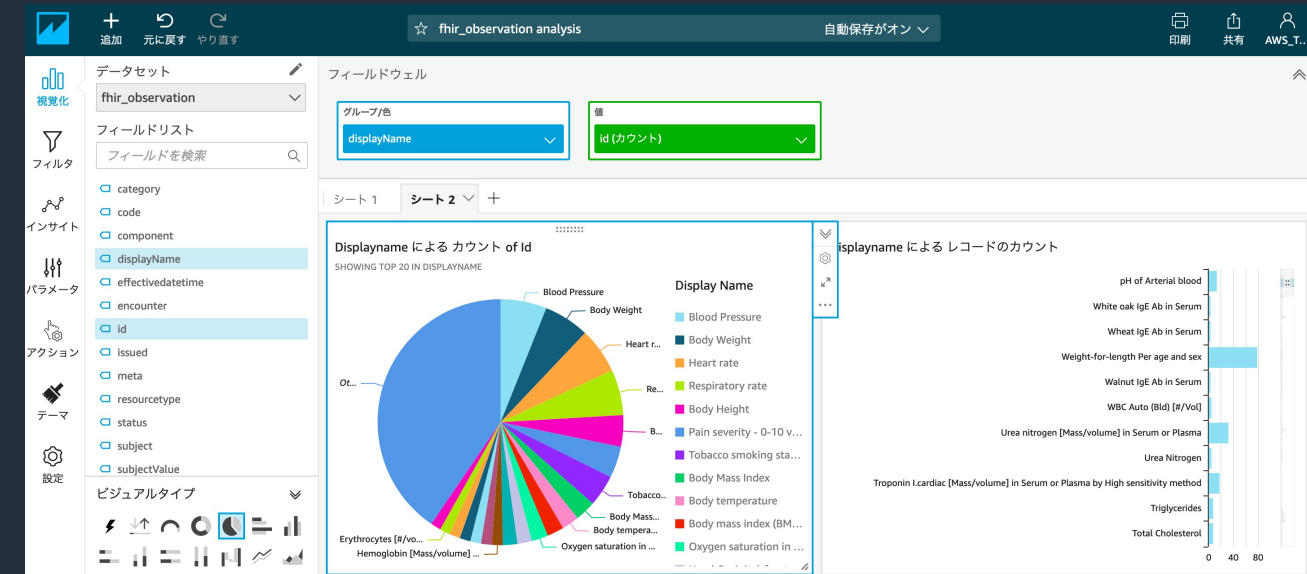 追加
元に戻す
やり直す
fhir_observation analysis
自動保存がオン
印刷
共有
AWS_T...
視覚化
フィルタ
インサイト
パラメータ
アクション
テーマ
設定
データセット
fhir_observation
フィールドリスト
フィールドを検索
category
code
component
displayName
effectivedatetime
encounter
id
issued
meta
resourcetype
status
subject
subjectValue
ビジュアルタイプ
フィールドウェル
グループ/色
displayName
値
id (カウント)
シート 1
シート 2
Displayname による カウント of Id
SHOWING TOP 20 IN DISPLAYNAME
Blood Pressure
Body Weight
Heart r...
Re...
B...
Tobacco...
Body Mass...
Body tempera...
Oxygen saturation in ...
Hemoglobin [Mass/volume] ...
Erythrocytes [#/vo...
Ot...
Display Name
Blood Pressure
Body Weight
Heart rate
Respiratory rate
Body Height
Pain severity - 0-10 v...
Tobacco smoking sta...
Body Mass Index
Body temperature
Body mass index (BM...
Oxygen saturation in ...
isplayname による レコードのカウント
pH of Arterial blood
White oak IgE Ab in Serum
Wheat IgE Ab in Serum
Weight-for-length Per age and sex
Walnut IgE Ab in Serum
WBC Auto (Bld) [#/Vol]
Urea nitrogen [Mass/volume] in Serum or Plasma
Urea Nitrogen
Troponin I.cardiac [Mass/volume] in Serum or Plasma by High sensitivity method
Triglycerides
Total Cholesterol
0 40 80